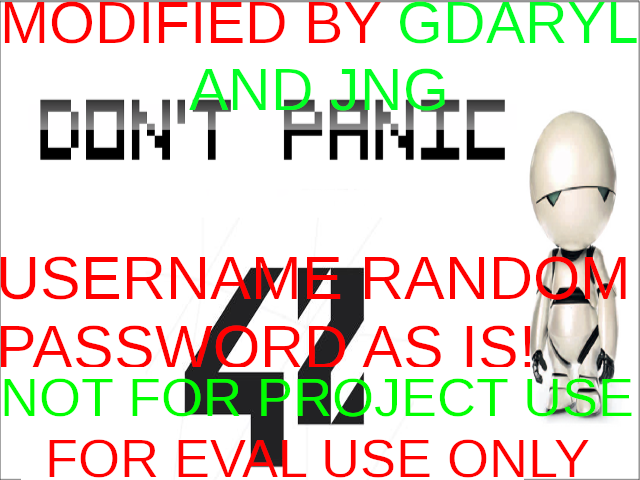 MODIFIED BY GDARYL
AND JNG
DON'T PANIC
USERNAME RANDOM
PASSWORD AS IS!
42
NOT FOR PROJECT USE
FOR EVAL USE ONLY